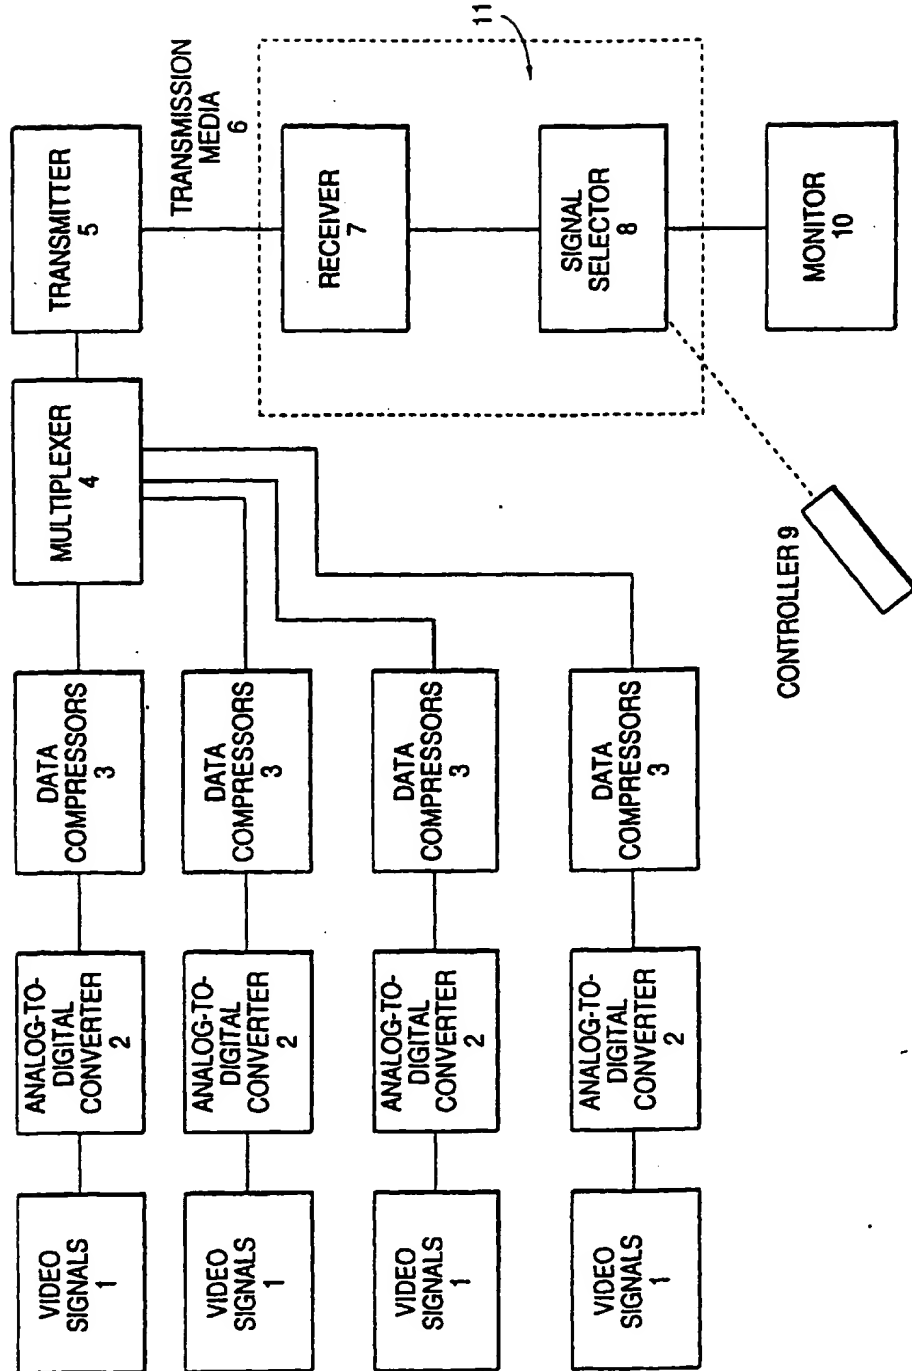 VIDEO
SIGNALS
1
ANALOG-TO-
DIGITAL
CONVERTER
2
DATA
COMPRESSORS
3
MULTIPLEXER
4
TRANSMITTER
5
VIDEO
SIGNALS
1
ANALOG-TO-
DIGITAL
CONVERTER
2
DATA
COMPRESSORS
3
VIDEO
SIGNALS
1
ANALOG-TO-
DIGITAL
CONVERTER
2
DATA
COMPRESSORS
3
VIDEO
SIGNALS
1
ANALOG-TO-
DIGITAL
CONVERTER
2
DATA
COMPRESSORS
3
TRANSMISSION
MEDIA
6
RECEIVER
7
11
SIGNAL
SELECTOR
8
CONTROLLER 9
MONITOR
10